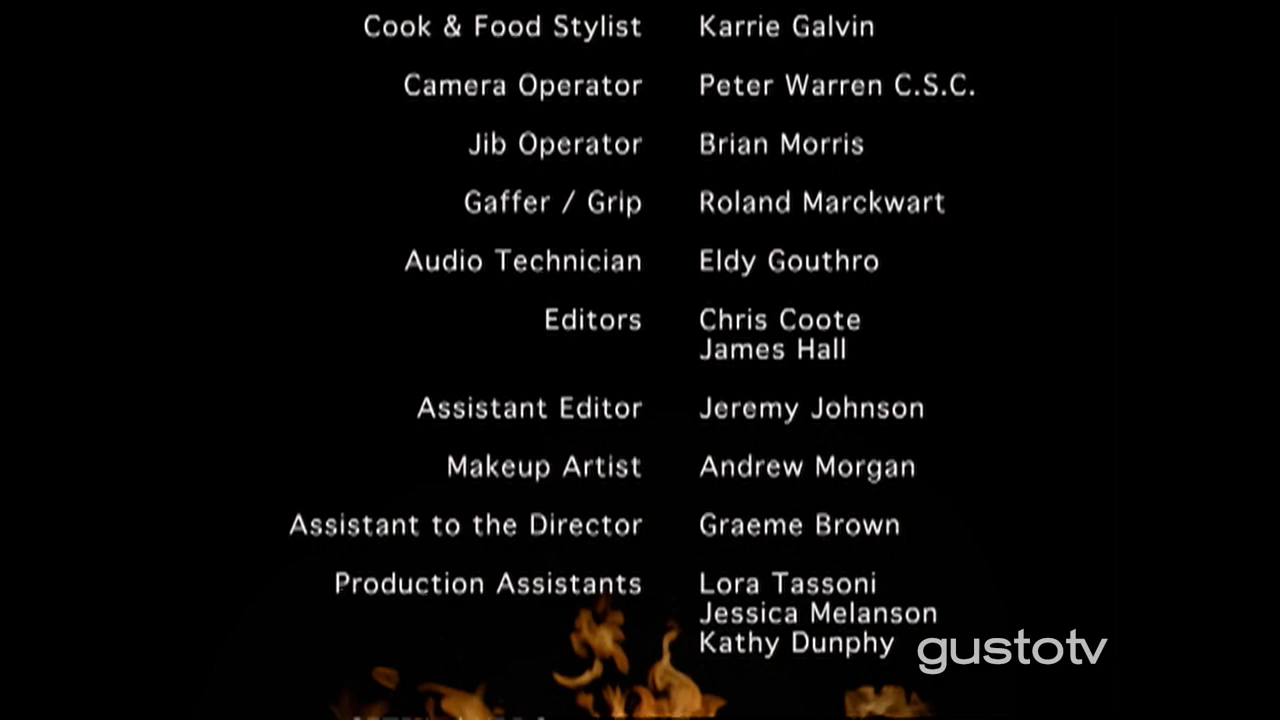 Cook & Food Stylist Karrie Galvin
Camera Operator Peter Warren C.S.C.
Jib Operator Brian Morris
Gaffer / Grip Roland Marckwart
Audio Technician Eldy Gouthro
Editors Chris Coote
James Hall
Assistant Editor Jeremy Johnson
Makeup Artist Andrew Morgan
Assistant to the Director Graeme Brown
Production Assistants Lora Tassoni
Jessica Melanson
Kathy Dunphy
gustotv